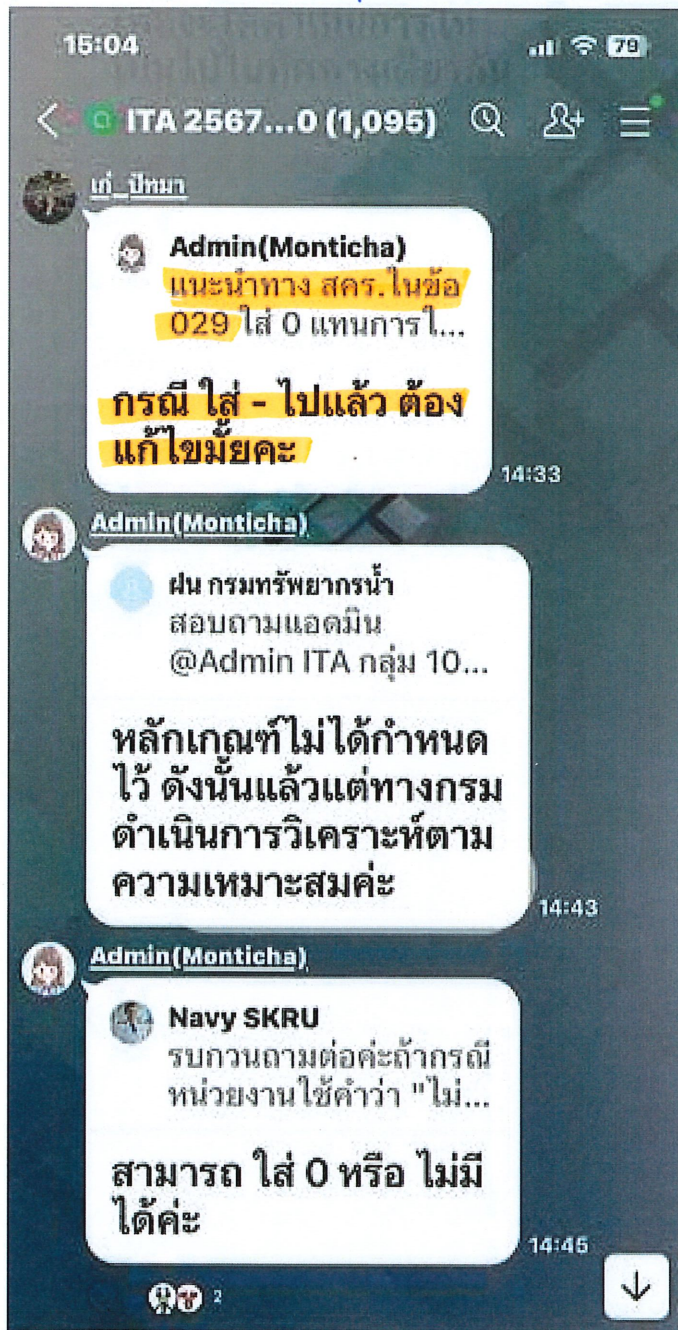 15:04
79
ITA 2567...0 (1,095)
เก๋_ปัทมา
Admin(Monticha)
แนะนำทาง สคร.ในข้อ
029 ใส่ 0 แทนการใ...
กรณี ใส่ - ไปแล้ว ต้อง
แก้ไขมั้ยคะ
14:33
Admin(Monticha)
ฝน กรมทรัพยากรน้ำ
สอบถามแอดมิน
@Admin ITA กลุ่ม 10...
หลักเกณฑ์ไม่ได้กำหนด
ไว้ ดังนั้นแล้วแต่ทางกรม
ดำเนินการวิเคราะห์ตาม
ความเหมาะสมค่ะ
14:43
Admin(Monticha)
Navy SKRU
รบกวนถามต่อค่ะถ้ากรณี
หน่วยงานใช้คำว่า "ไม่...
สามารถ ใส่ 0 หรือ ไม่มี
ได้ค่ะ
14:45
2